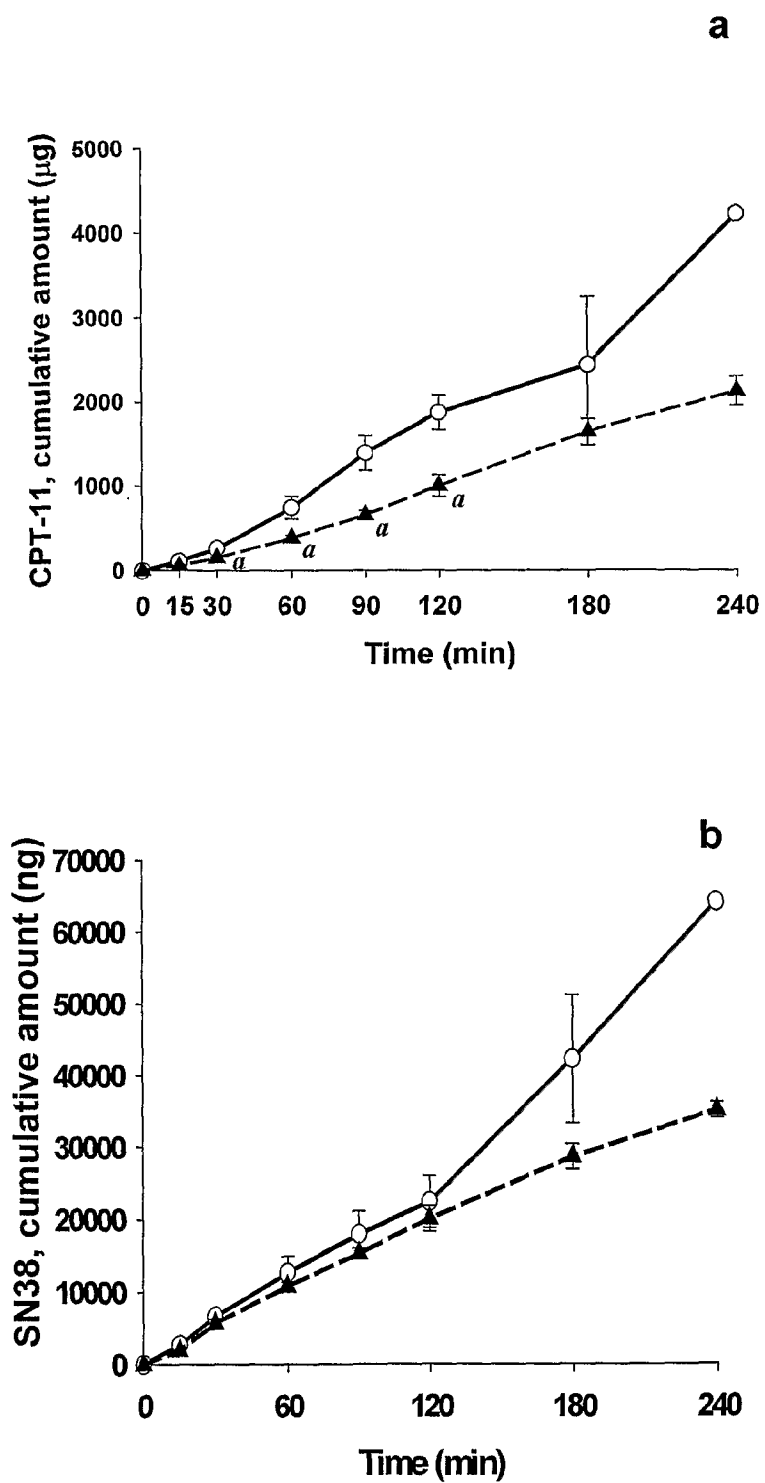 a
CPT-11, cumulative amount (µg)
5000
4000
3000
2000
1000
0
a
a
a
a
0 15 30 60 90 120 180 240
Time (min)
b
SN38, cumulative amount (ng)
70000
60000
50000
40000
30000
20000
10000
0
0 60 120 180 240
Time (min)